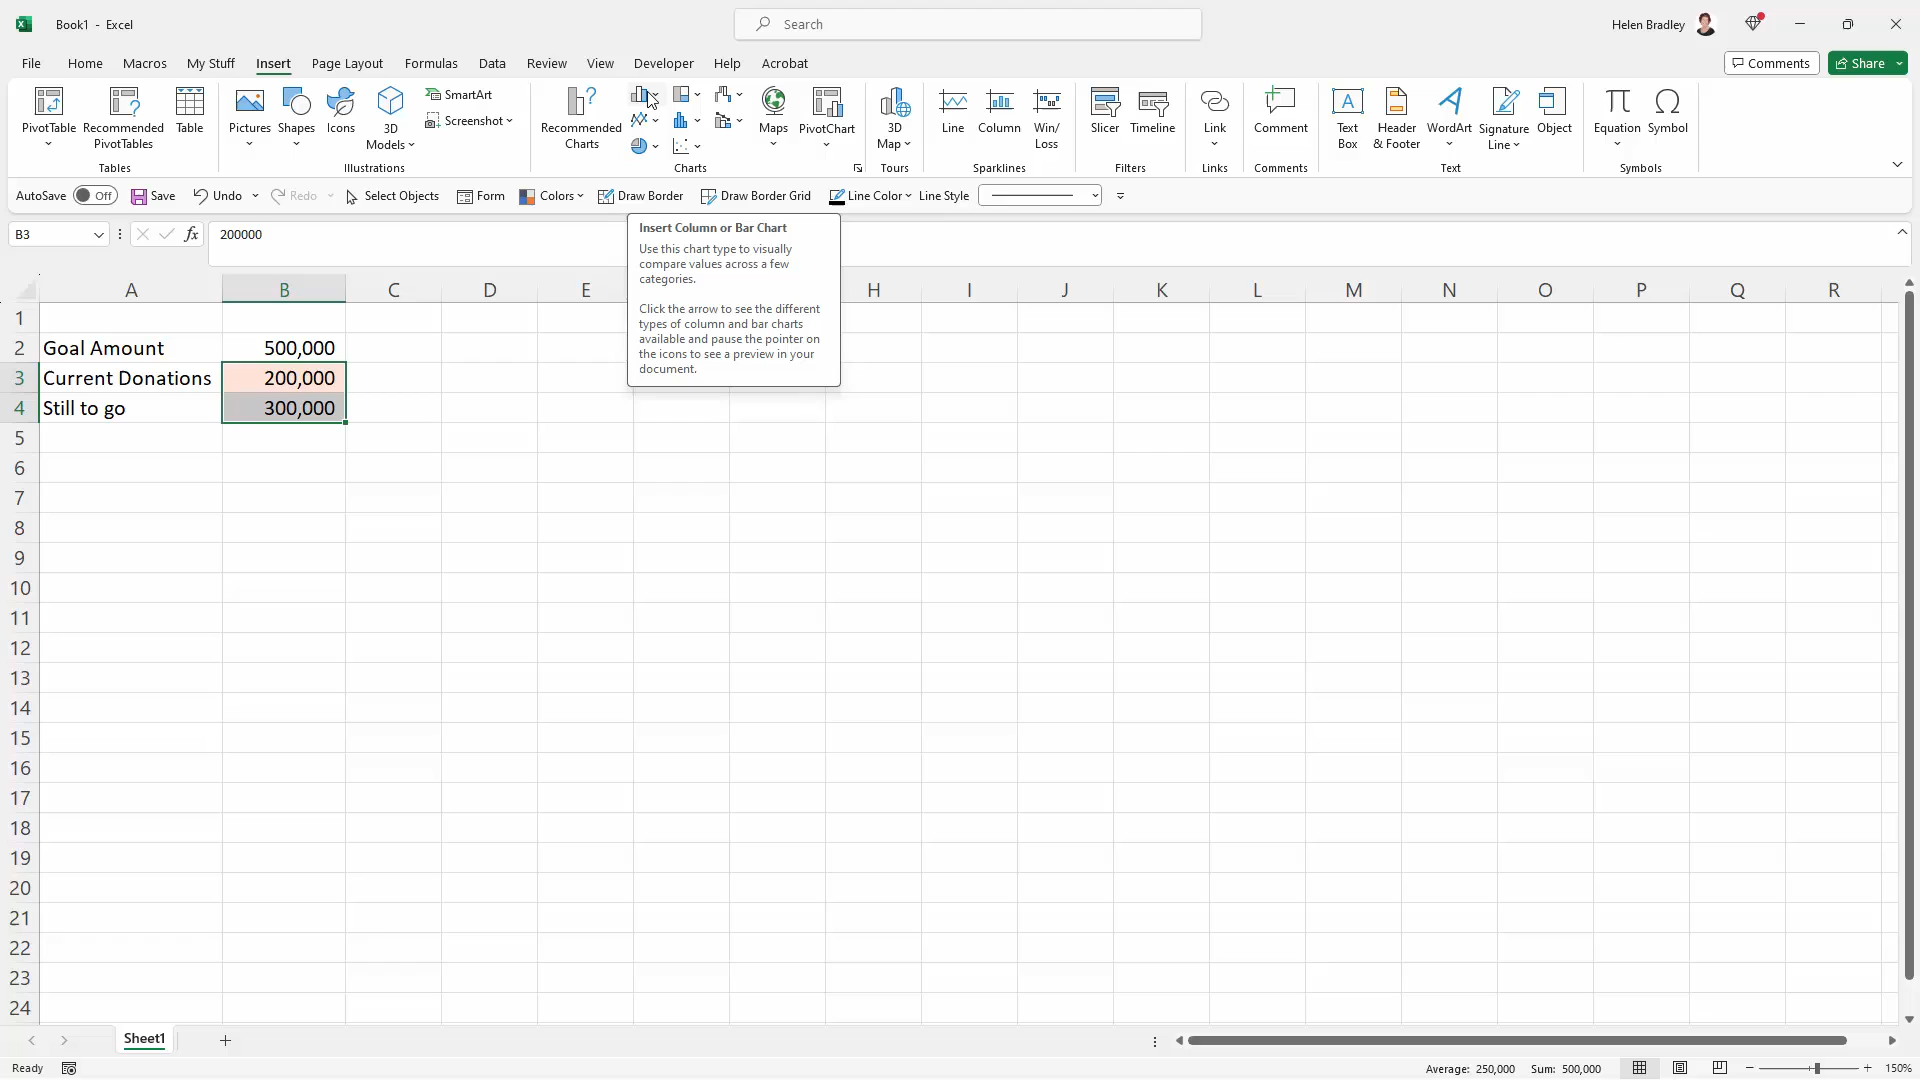 Book1 - Excel
Search
Helen Bradley
File Home Macros My Stuff Insert Page Layout Formulas Data Review View Developer Help Acrobat
Comments Share
PivotTable
Recommended
PivotTables
Table
Tables
Pictures
Shapes
Icons
3D
Models
SmartArt
Screenshot
Illustrations
Recommended
Charts
Maps
PivotChart
Charts
3D
Map
Tours
Line
Column
Win/
Loss
Sparklines
Slicer
Timeline
Filters
Link
Links
Comment
Comments
Text
Box
Header
& Footer
WordArt
Signature
Line
Object
Text
Equation
Symbol
Symbols
AutoSave Off Save Undo Redo Select Objects Form Colors Draw Border Draw Border Grid Line Color Line Style
B3 fx 200000
Insert Column or Bar Chart
Use this chart type to visually
compare values across a few
categories.
Click the arrow to see the different
types of column and bar charts
available and pause the pointer on
the icons to see a preview in your
document.
A B C D E H I J K L M N O P Q R
1
2 Goal Amount 500,000
3 Current Donations 200,000
4 Still to go 300,000
5
6
7
8
9
10
11
12
13
14
15
16
17
18
19
20
21
22
23
24
Sheet1
Ready Average: 250,000 Sum: 500,000 150%